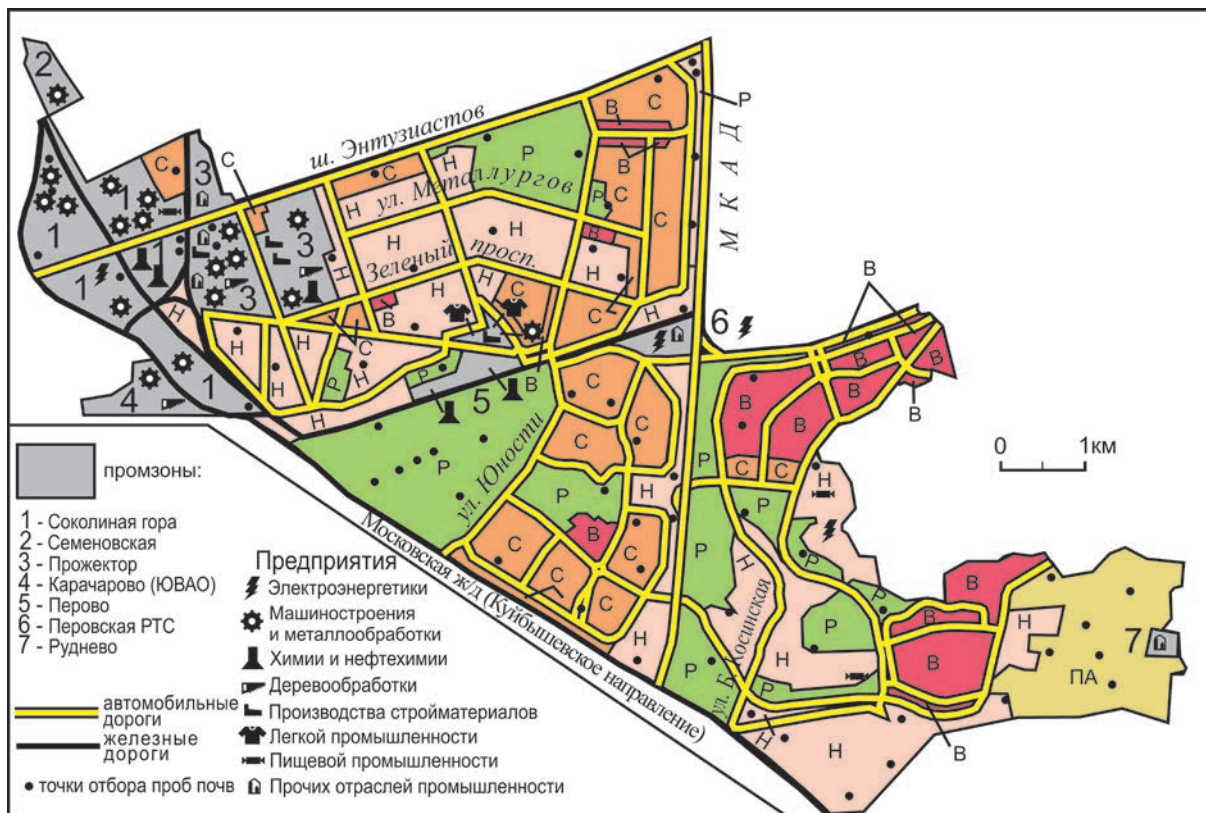 2
С
3
С
1
1
1
1
3
3
1
4
ш. Энтузиастов
ул. Металлургов
Зеленый просп.
МКАД
Р
В
С
Н
Р
С
В
С
Н
Р
С
Н
Н
В
Н
Н
Н
С
Н
В
С
Н
Н
Н
С
Н
Р
Н
Р
Н
5
В
6
В
Н
С
С
С
С
Р
ул. Юности
Р
В
Н
С
С
С
С
Н
Р
В
В
В
В
В
В
С
С
Н
Р
Р
Р
Н
Р
Р
Р
Н
Р
Р
ул. Б. Косинская
В
В
В
Н
В
Н
Н
ПА
7
0 1км
Московская ж/д (Куйбышевское направление)
промзоны:
1 - Соколиная гора
2 - Семеновская
3 - Прожектор
4 - Карачарово (ЮВАО)
5 - Перово
6 - Перовская РТС
7 - Руднево
автомобильные
дороги
железные
дороги
точки отбора проб почв
Предприятия
Электроэнергетики
Машиностроения
и металлообработки
Химии и нефтехимии
Деревообработки
Производства стройматериалов
Легкой промышленности
Пищевой промышленности
Прочих отраслей промышленности